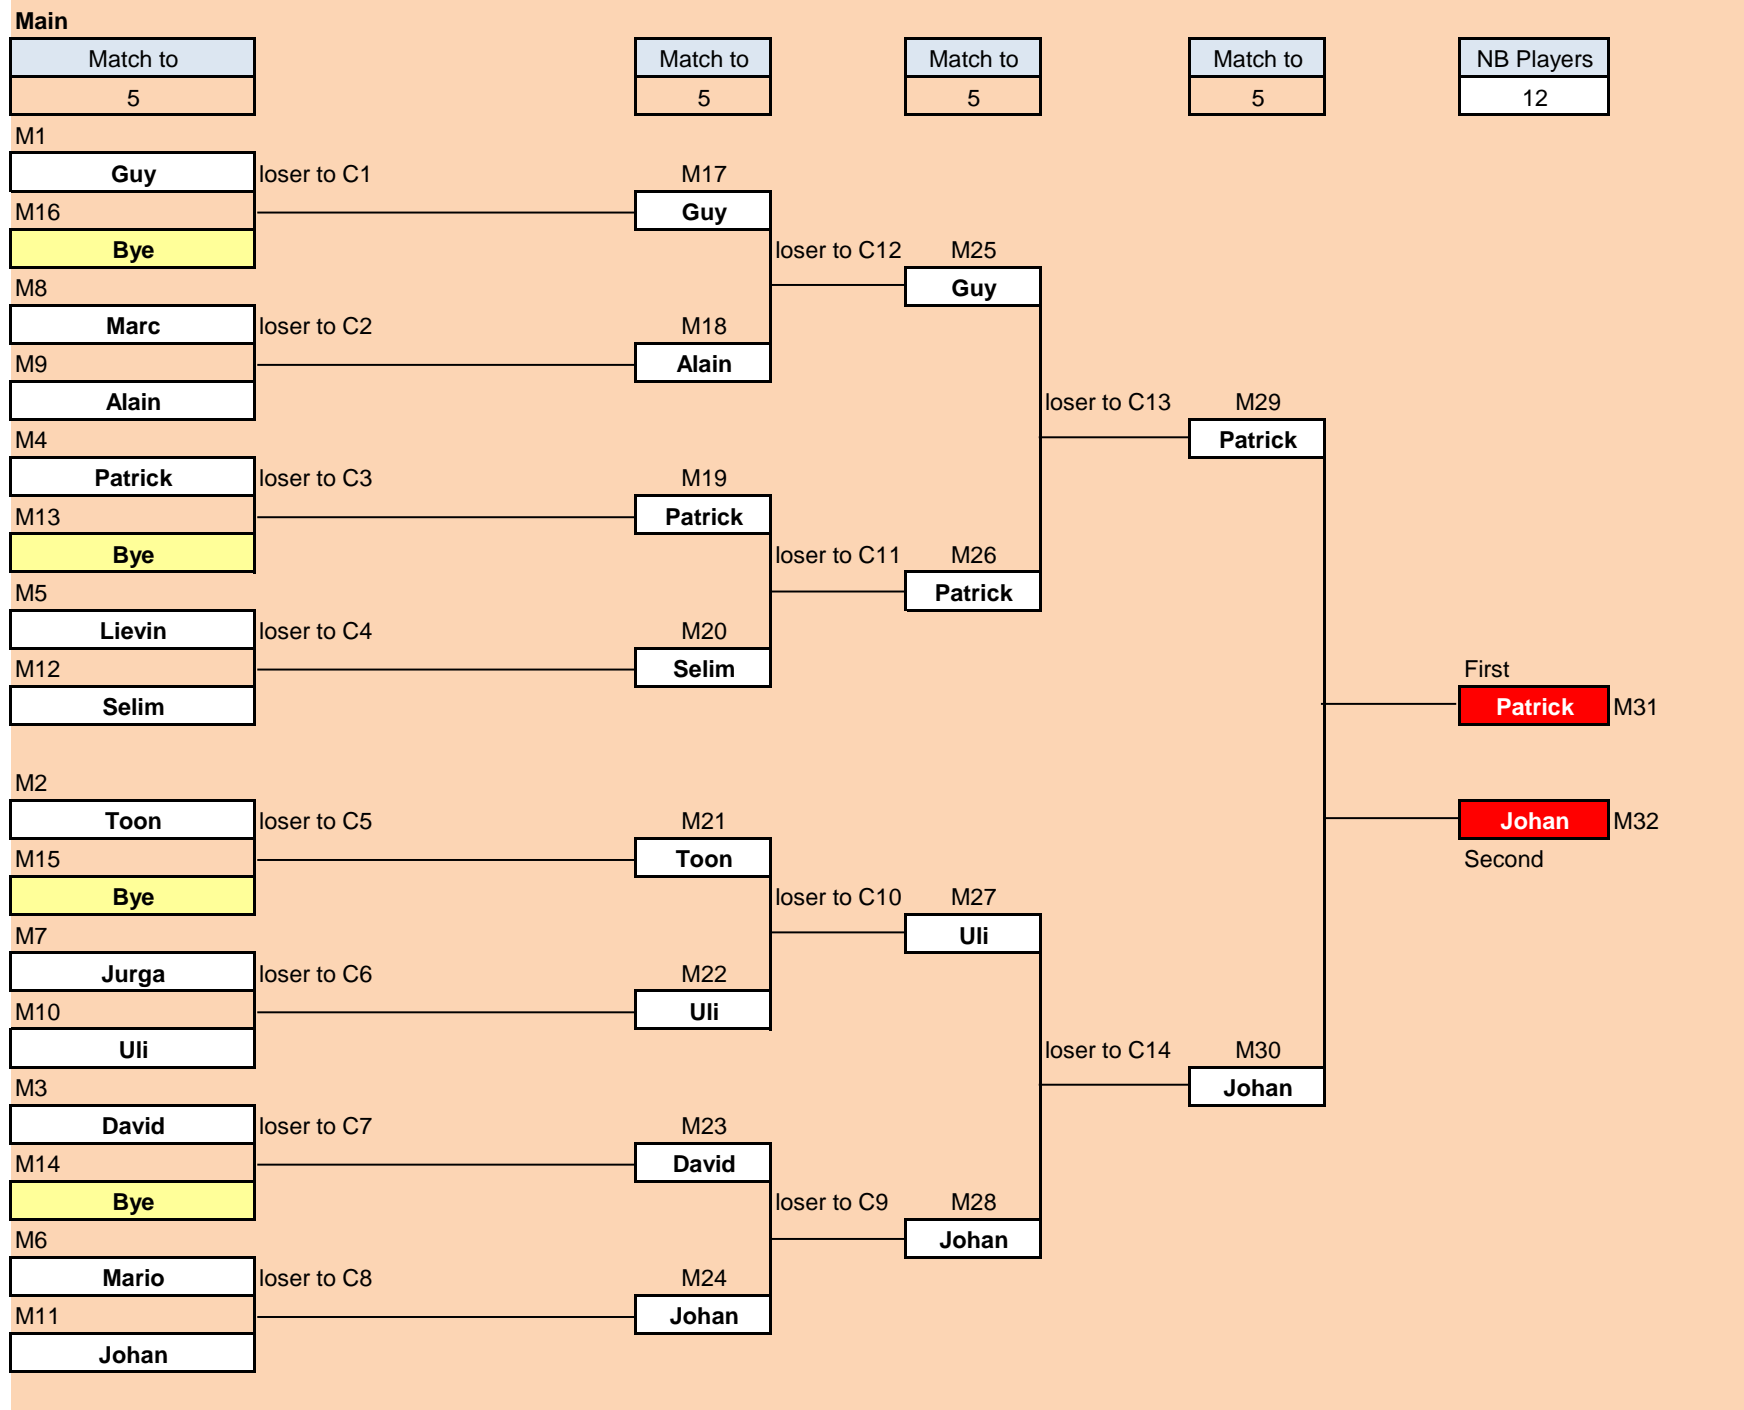 Main
Match to Match to Match to Match to NB Players
5 5 5 5 12
M1
Guy loser to C1 M17
M16 Guy
Bye loser to C12 M25
M8 Guy
Marc loser to C2 M18
M9 Alain
Alain loser to C13 M29
M4 Patrick
Patrick loser to C3 M19
M13 Patrick
Bye loser to C11 M26
M5 Patrick
Lievin loser to C4 M20
M12 Selim First
Selim Patrick M31
M2
Toon loser to C5 M21 Johan M32
M15 Toon Second
Bye loser to C10 M27
M7 Uli
Jurga loser to C6 M22
M10 Uli
Uli loser to C14 M30
M3 Johan
David loser to C7 M23
M14 David
Bye loser to C9 M28
M6 Johan
Mario loser to C8 M24
M11 Johan
Johan